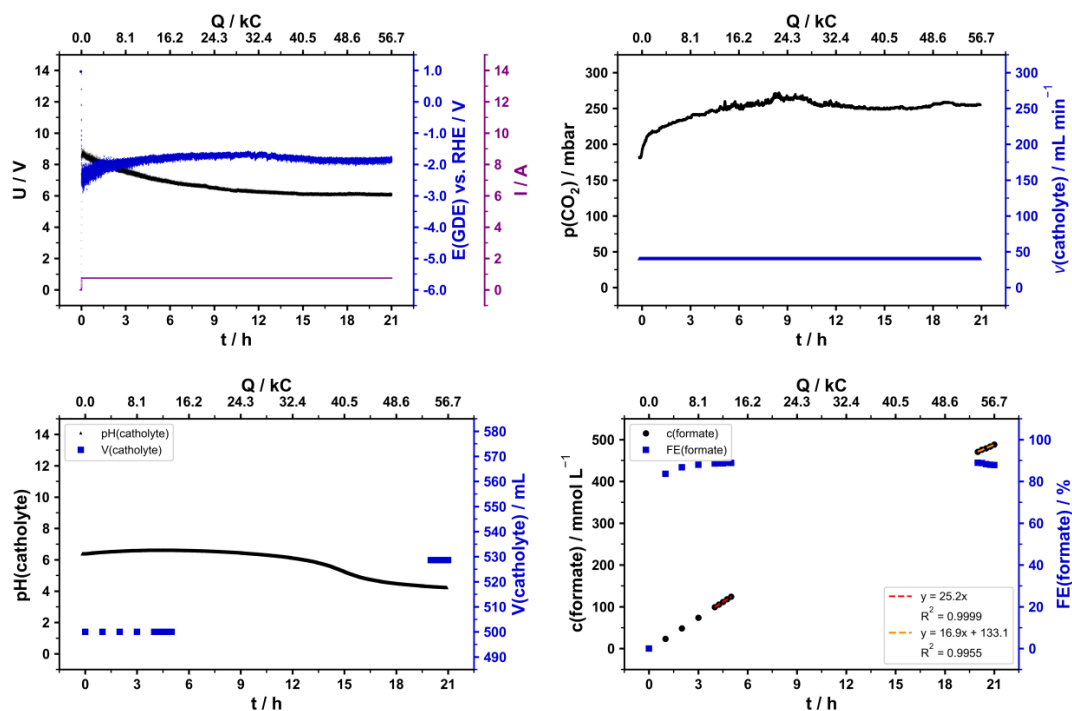 Q / kC
0.0 8.1 16.2 24.3 32.4 40.5 48.6 56.7
14
12
10
8
6
4
2
0
U / V
1.0
0.0
-1.0
-2.0
-3.0
-4.0
-5.0
-6.0
E(GDE) vs. RHE / V
14
12
10
8
6
4
2
0
I / A
0 3 6 9 12 15 18 21
t / h
Q / kC
0.0 8.1 16.2 24.3 32.4 40.5 48.6 56.7
300
250
200
150
100
50
0
p(CO2) / mbar
300
250
200
150
100
50
0
v(catholyte) / mL min−1
0 3 6 9 12 15 18 21
t / h
Q / kC
0.0 8.1 16.2 24.3 32.4 40.5 48.6 56.7
14
12
10
8
6
4
2
0
pH(catholyte)
pH(catholyte)
V(catholyte)
580
570
560
550
540
530
520
510
500
490
V(catholyte) / mL
0 3 6 9 12 15 18 21
t / h
Q / kC
0.0 8.1 16.2 24.3 32.4 40.5 48.6 56.7
500
400
300
200
100
0
c(formate) / mmol L−1
c(formate)
FE(formate)
100
80
60
40
20
0
FE(formate) / %
y = 25.2x
R2 = 0.9999
y = 16.9x + 133.1
R2 = 0.9955
0 3 6 9 12 15 18 21
t / h